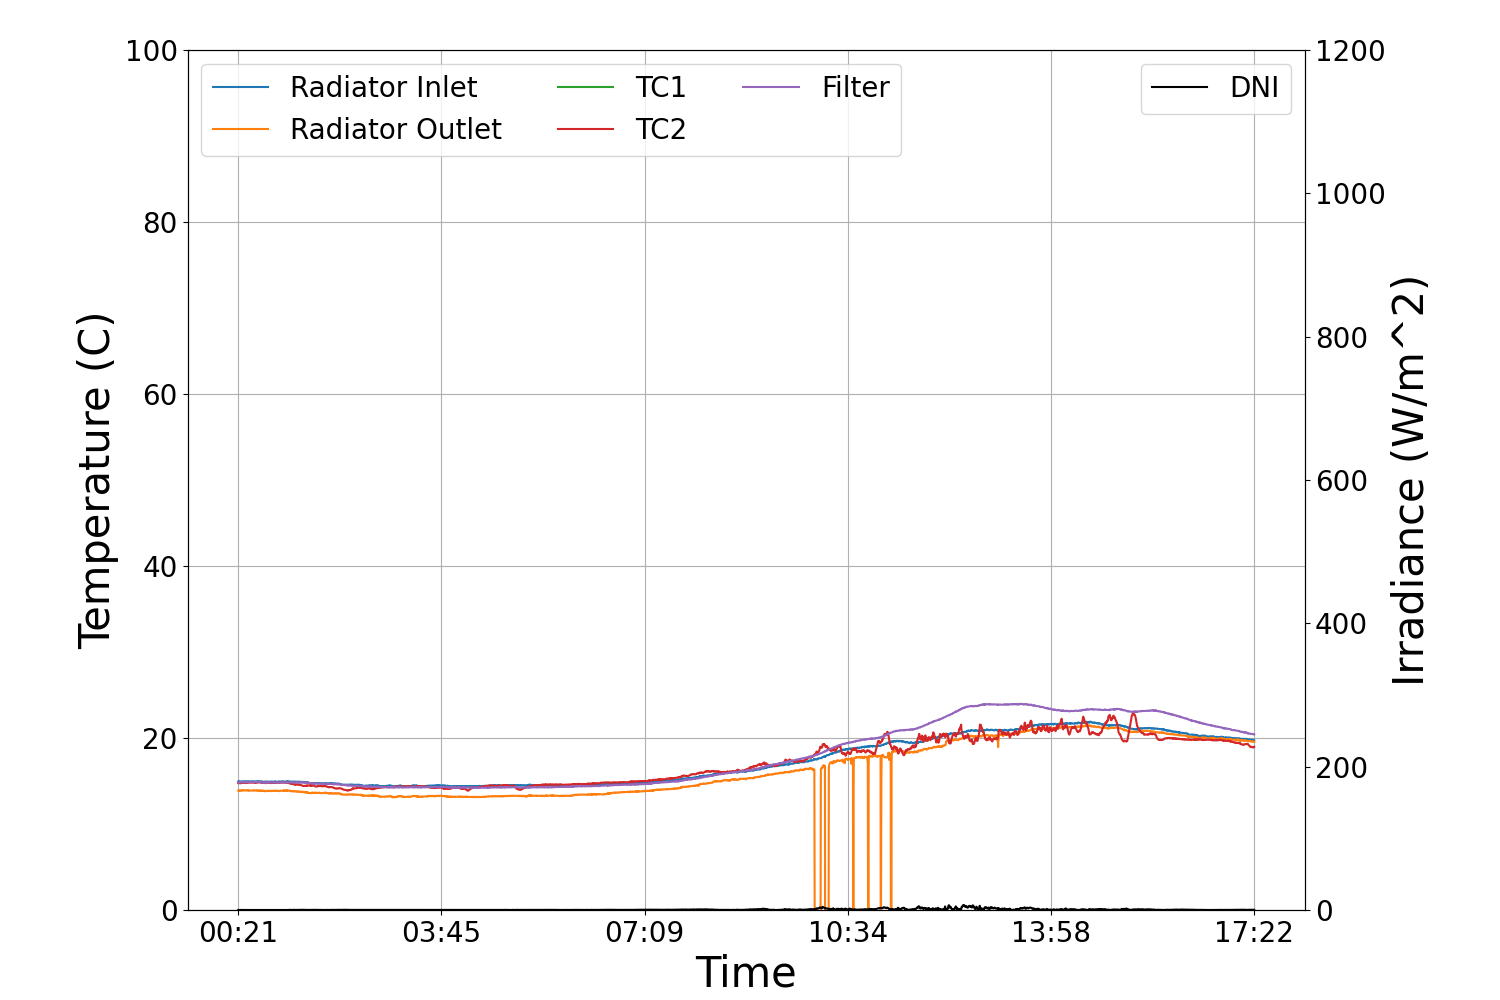 Radiator Inlet TC1 Filter DNI
Radiator Outlet TC2
100 1200
80 1000
60 800
40 600
20 400
0 200
0
Temperature (C)
Irradiance (W/m^2)
00:21 03:45 07:09 10:34 13:58 17:22
Time